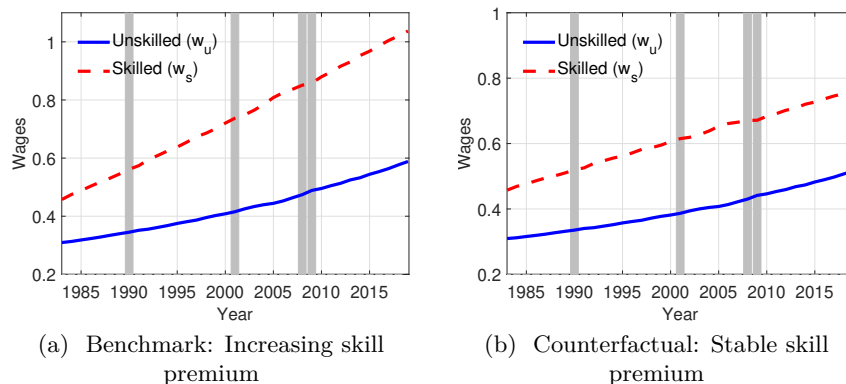 1
Unskilled (w_u)
Skilled (w_s)
0.8
0.6
0.4
0.2
Wages
1985 1990 1995 2000 2005 2010 2015
Year
(a) Benchmark: Increasing skill
premium
1
Unskilled (w_u)
Skilled (w_s)
0.8
0.6
0.4
0.2
Wages
1985 1990 1995 2000 2005 2010 2015
Year
(b) Counterfactual: Stable skill
premium